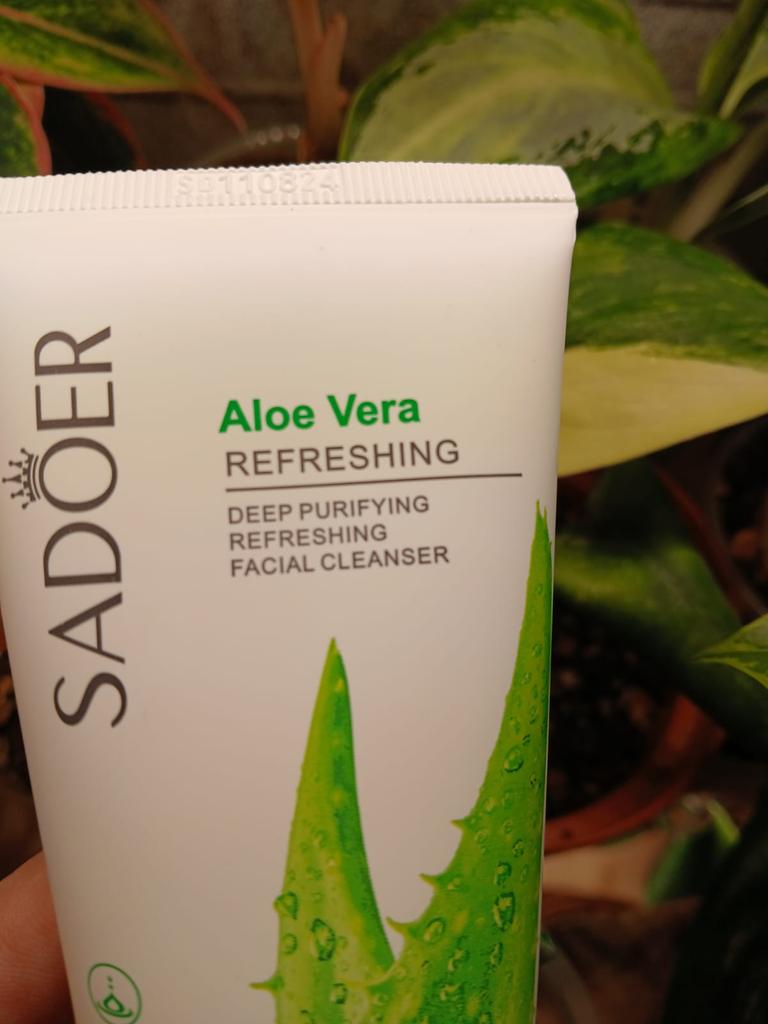 SD110824
SADOER
Aloe Vera
REFRESHING
DEEP PURIFYING
REFRESHING
FACIAL CLEANSER